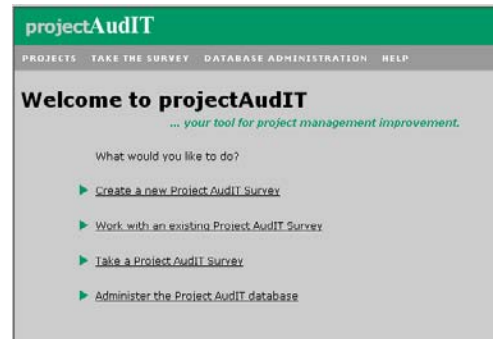 projectAudIT
PROJECTS TAKE THE SURVEY DATABASE ADMINISTRATION HELP
Welcome to projectAudIT
... your tool for project management improvement.
What would you like to do?
Create a new Project AudIT Survey
Work with an existing Project AudIT Survey
Take a Project AudIT Survey
Administer the Project AudIT database